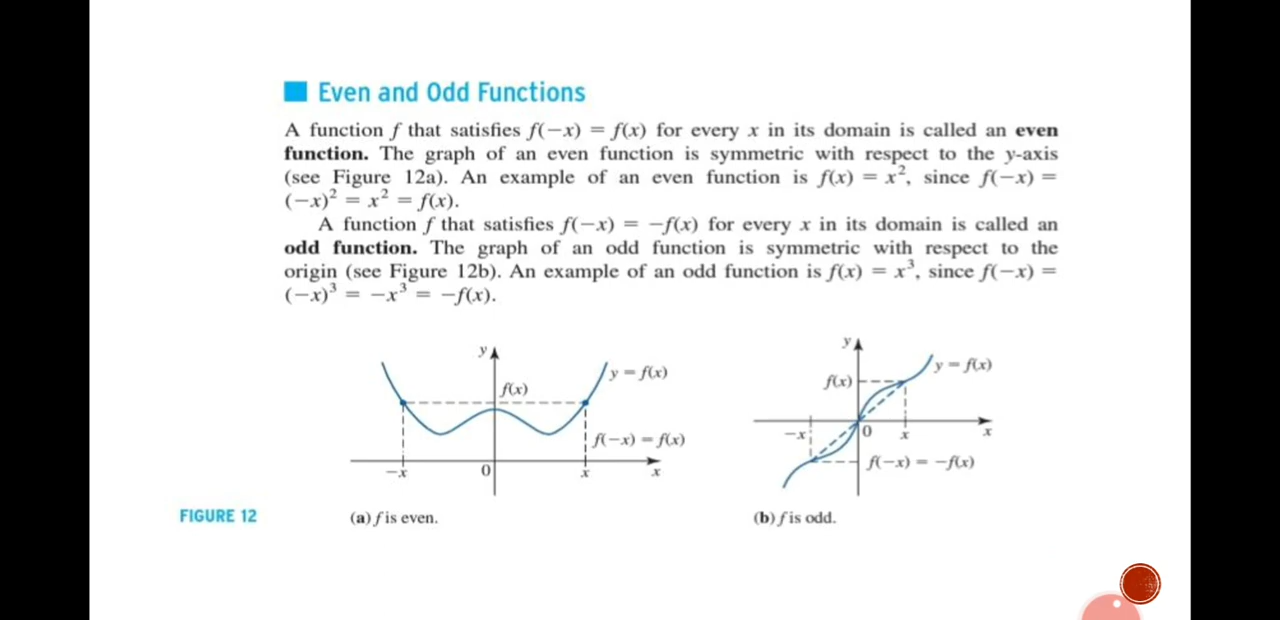 Even and Odd Functions
A function f that satisfies f(−x) = f(x) for every x in its domain is called an even
function. The graph of an even function is symmetric with respect to the y-axis
(see Figure 12a). An example of an even function is f(x) = x², since f(−x) =
(−x)² = x² = f(x).
A function f that satisfies f(−x) = −f(x) for every x in its domain is called an
odd function. The graph of an odd function is symmetric with respect to the
origin (see Figure 12b). An example of an odd function is f(x) = x³, since f(−x) =
(−x)³ = −x³ = −f(x).
y
f(x)
y = f(x)
f(−x) = f(x)
−x
0
x
x
y
f(x)
y = f(x)
−x
0
x
x
f(−x) = −f(x)
FIGURE 12
(a) f is even.
(b) f is odd.